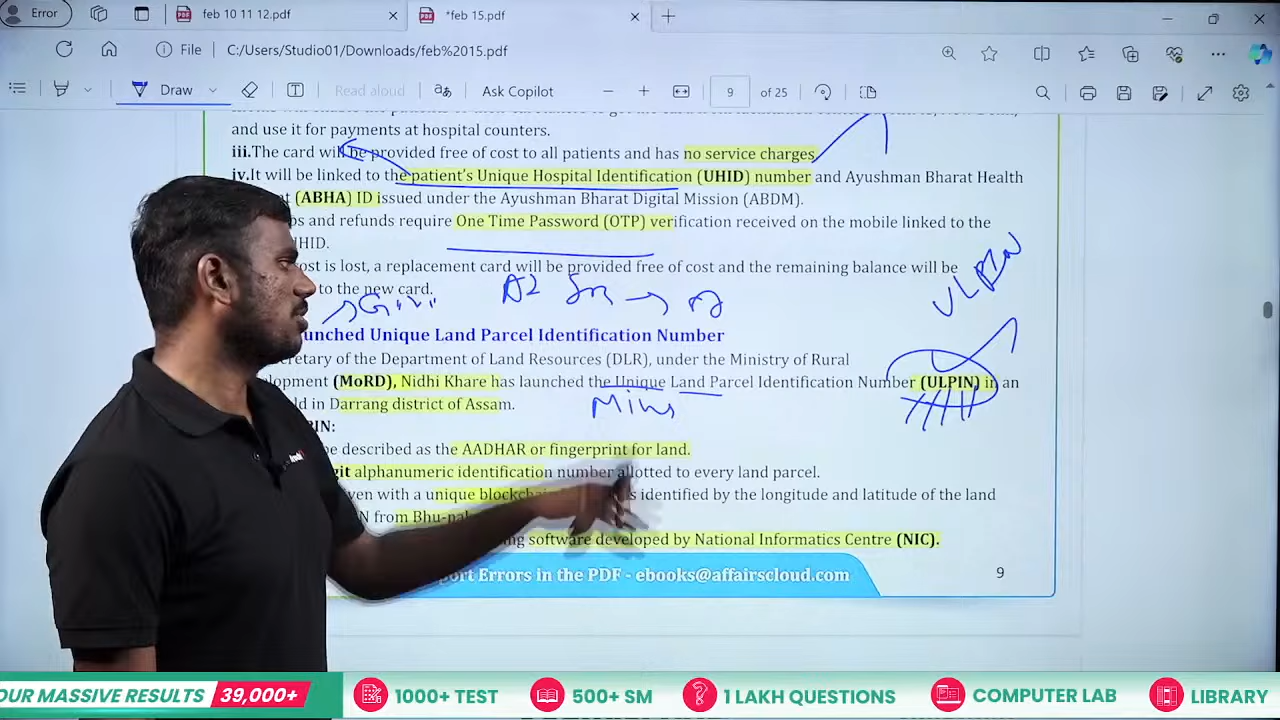 Error
feb 10 11 12.pdf
*feb 15.pdf
File
C:/Users/Studio01/Downloads/feb%2015.pdf
Draw
Read aloud
Ask Copilot
9
of 25
and use it for payments at hospital counters.
iii.The card will be provided free of cost to all patients and has no service charges
iv.It will be linked to the patient's Unique Hospital Identification (UHID) number and Ayushman Bharat Health
(ABHA) ID issued under the Ayushman Bharat Digital Mission (ABDM).
and refunds require One Time Password (OTP) verification received on the mobile linked to the
HID.
is lost, a replacement card will be provided free of cost and the remaining balance will be
to the new card.
ULPIN
Unique Land Parcel Identification Number
of the Department of Land Resources (DLR), under the Ministry of Rural
(MoRD), Nidhi Khare has launched the Unique Land Parcel Identification Number (ULPIN) in an
in Darrang district of Assam.
be described as the AADHAR or fingerprint for land.
alphanumeric identification number allotted to every land parcel.
with a unique identified by the longitude and latitude of the land
from
software developed by National Informatics Centre (NIC).
Errors in the PDF - ebooks@affairscloud.com
9
OUR MASSIVE RESULTS 39,000+
1000+ TEST
500+ SM
1 LAKH QUESTIONS
COMPUTER LAB
LIBRARY